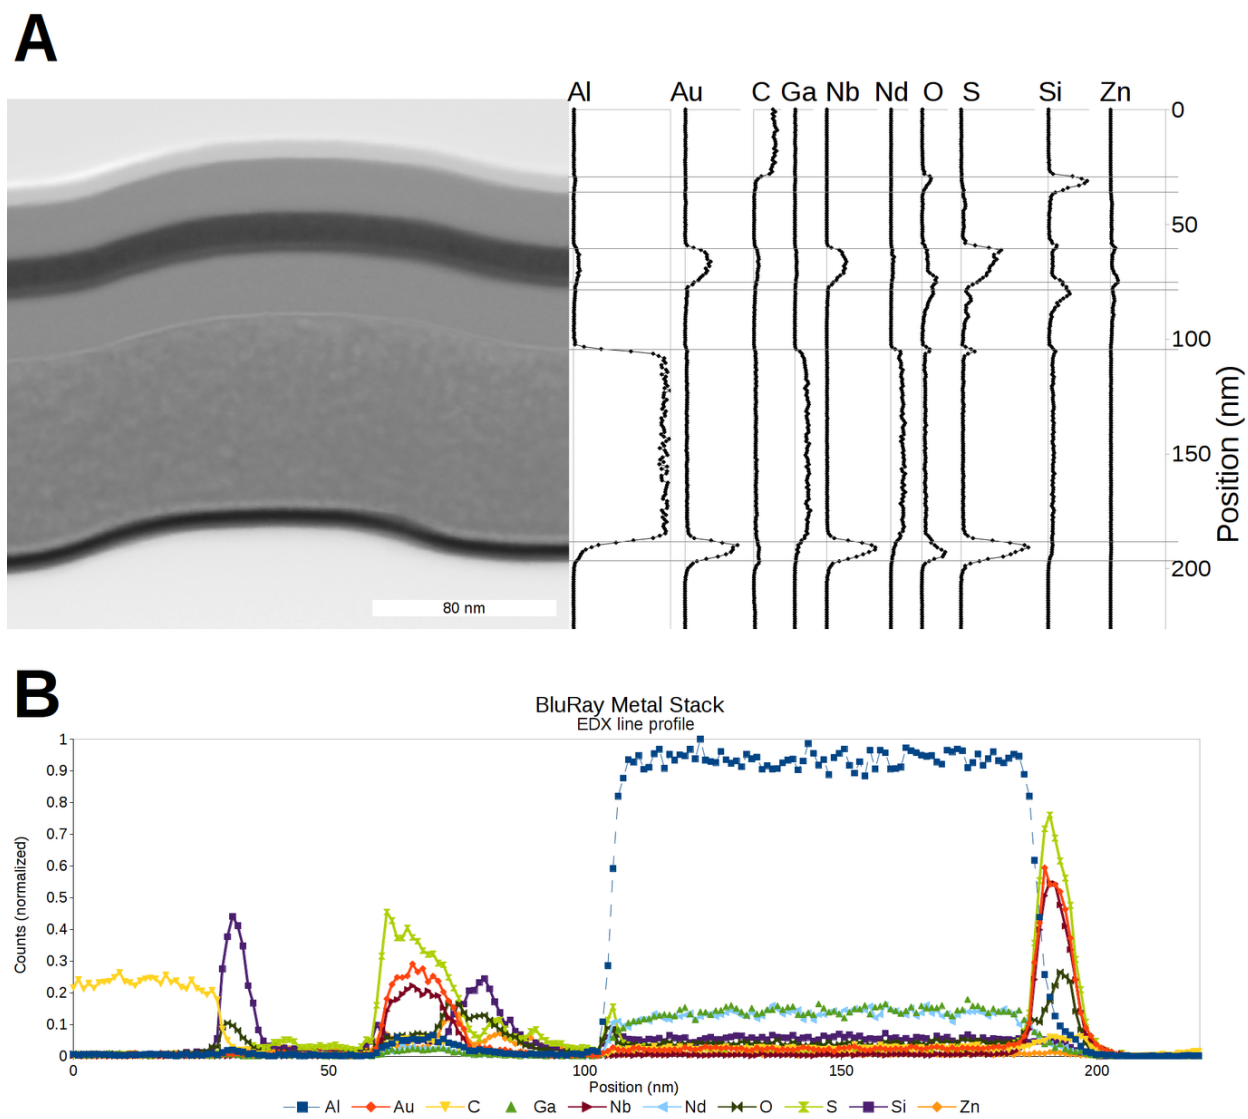 A
Al Au C Ga Nb Nd O S Si Zn
0
50
100
150
200
Position (nm)
80 nm
B
BluRay Metal Stack
EDX line profile
1
0.9
0.8
0.7
0.6
0.5
0.4
0.3
0.2
0.1
0
Counts (normalized)
0 50 100 150 200
Position (nm)
Al Au C Ga Nb Nd O S Si Zn